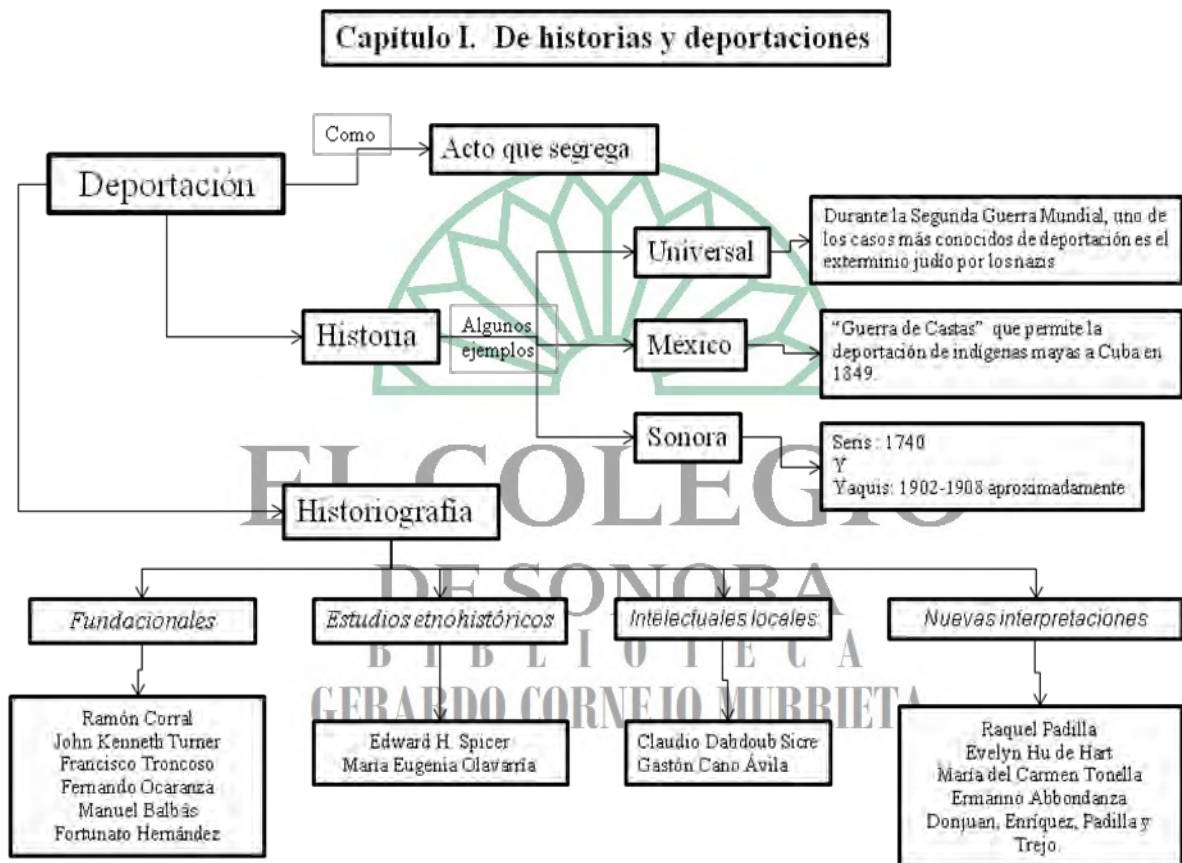 Capítulo I.  De historias y deportaciones
Como
Deportación
Acto que segrega
Universal
Durante la Segunda Guerra Mundial, uno de
los casos más conocidos de deportación es el
exterminio judío por los nazis
Historia
Algunos
ejemplos
México
“Guerra de Castas”  que permite la
deportación de indígenas mayas a Cuba en
1849.
Sonora
Seris : 1740
Y
Yaquis: 1902-1908 aproximadamente
EL COLEGIO
DE SONORA
BIBLIOTECA
GERARDO CORNEJO MURRIETA
Historiografía
Fundacionales
Estudios etnohistóricos
Intelectuales locales
Nuevas interpretaciones
Ramón Corral
John Kenneth Turner
Francisco Troncoso
Fernando Ocaranza
Manuel Balbás
Fortunato Hernández
Edward H. Spicer
María Eugenia Olavarría
Claudio Dabdoub Sicre
Gastón Cano Ávila
Raquel Padilla
Evelyn Hu de Hart
María del Carmen Tonella
Ermanno Abbondanza
Donjuan, Enríquez, Padilla y
Trejo.